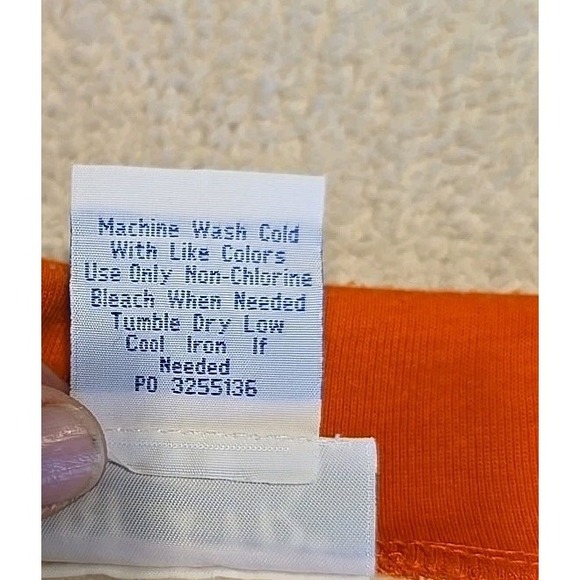 Machine Wash Cold
With Like Colors
Use Only Non-Chlorine
Bleach When Needed
Tumble Dry Low
Cool Iron If
Needed
PO 3255136